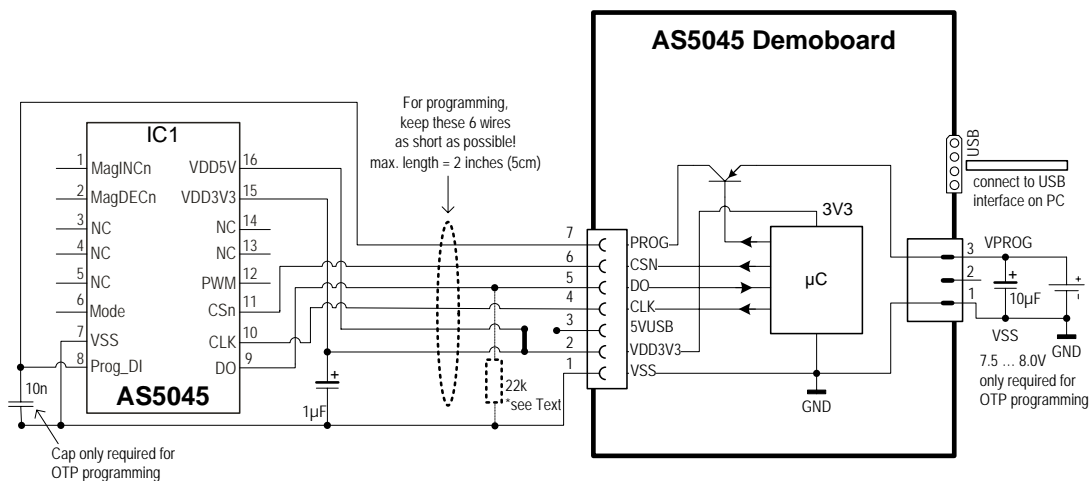 AS5045 Demoboard
For programming,
keep these 6 wires
as short as possible!
max. length = 2 inches (5cm)
IC1
1
MagINCn
2
MagDECn
3
NC
4
NC
5
NC
6
Mode
7
VSS
8
Prog_DI
VDD5V
16
VDD3V3
15
NC
14
NC
13
PWM
12
CSn
11
CLK
10
DO
9
AS5045
10n
Cap only required for
OTP programming
+
1µF
22k
*see Text
7
PROG
6
CSN
5
DO
4
CLK
3
5VUSB
2
VDD3V3
1
VSS
3V3
µC
GND
USB
connect to USB
interface on PC
3
VPROG
2
1
+
10µF
+
-
VSS
GND
7.5 ... 8.0V
only required for
OTP programming